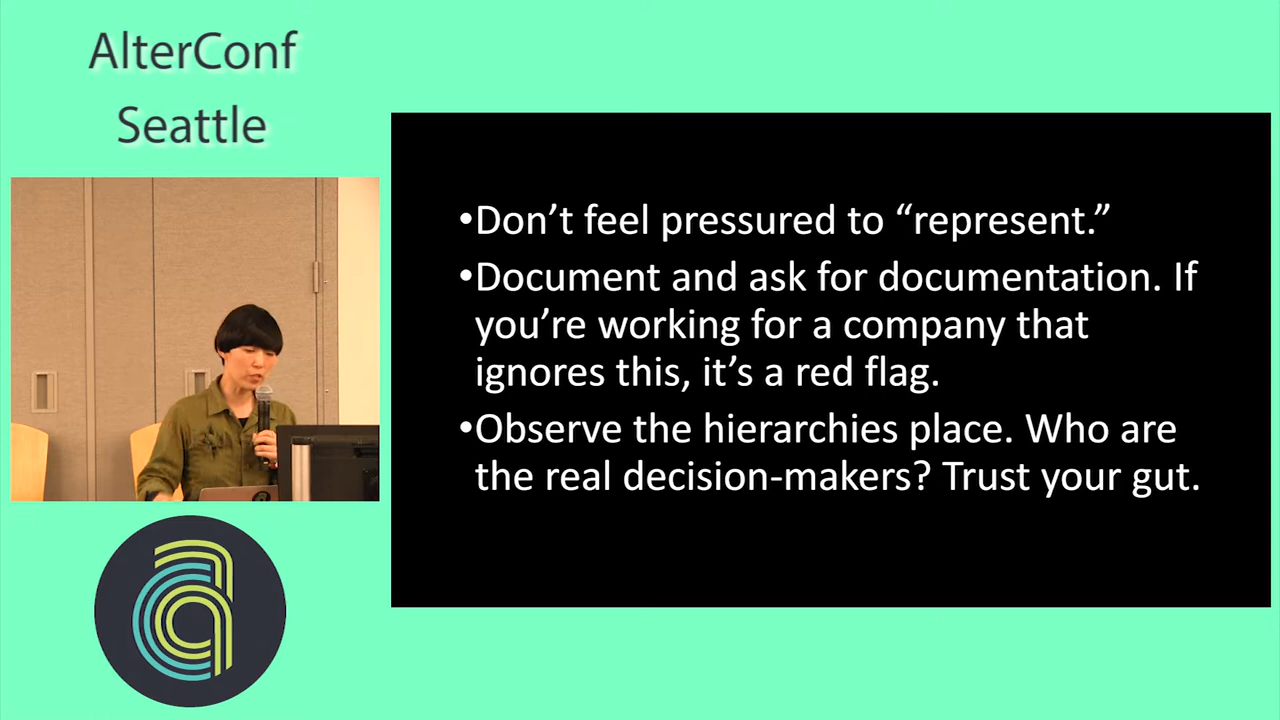 AlterConf
Seattle
•Don't feel pressured to “represent.”
•Document and ask for documentation. If
you're working for a company that
ignores this, it's a red flag.
•Observe the hierarchies place. Who are
the real decision-makers? Trust your gut.